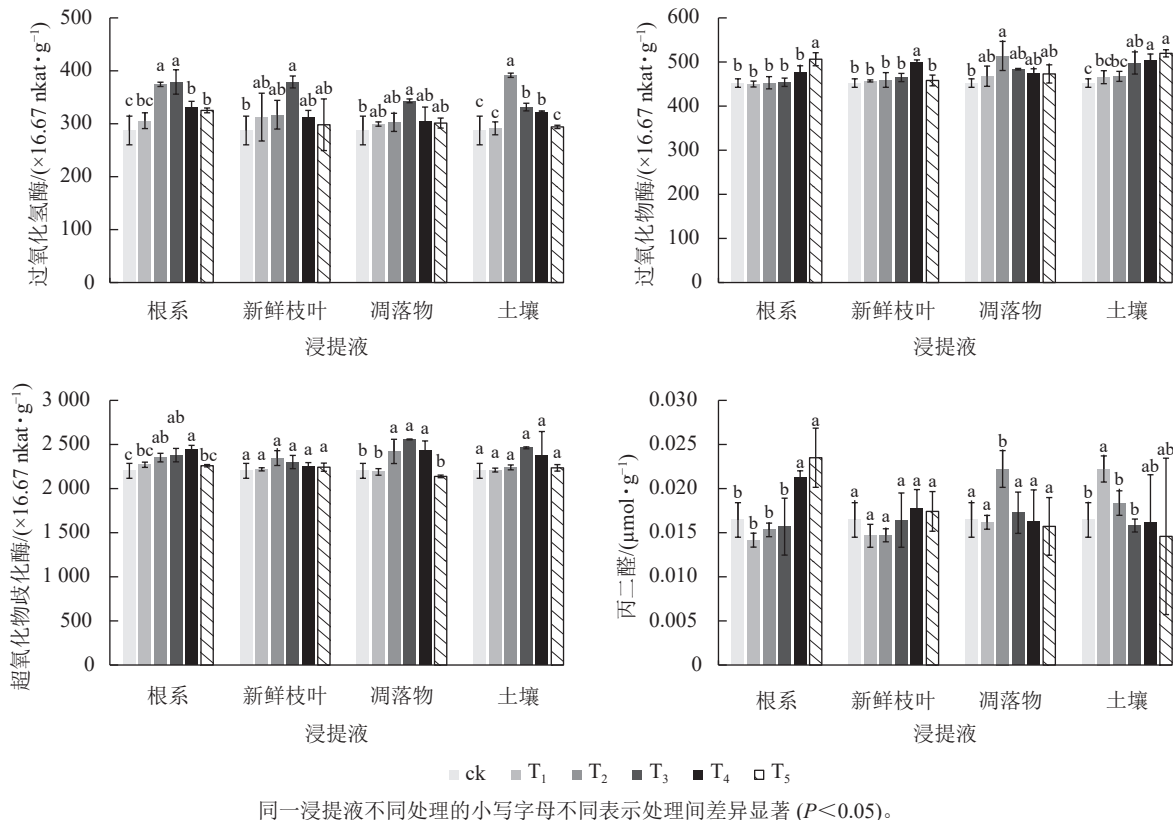 过氧化氢酶/(×16.67 nkat·g⁻¹)
500
400
300
200
100
0
c bc a a b b
b ab ab a ab ab
b ab ab a ab ab
c c a b b c
根系 新鲜枝叶 凋落物 土壤
浸提液
过氧化物酶/(×16.67 nkat·g⁻¹)
600
500
400
300
200
100
0
b b b b b a
b b b b a b
b ab a ab ab ab
c bc bc ab a a
根系 新鲜枝叶 凋落物 土壤
浸提液
超氧化物歧化酶/(×16.67 nkat·g⁻¹)
3 000
2 500
2 000
1 500
1 000
500
0
c bc ab ab a bc
a a a a a a
b b a a a b
a a a a a a
根系 新鲜枝叶 凋落物 土壤
浸提液
丙二醛/(μmol·g⁻¹)
0.030
0.025
0.020
0.015
0.010
0.005
0
b b b b a a
a a a a a a
a a b a a a
b a b b ab ab
根系 新鲜枝叶 凋落物 土壤
浸提液
ck T₁ T₂ T₃ T₄ T₅
同一浸提液不同处理的小写字母不同表示处理间差异显著 (P<0.05)。